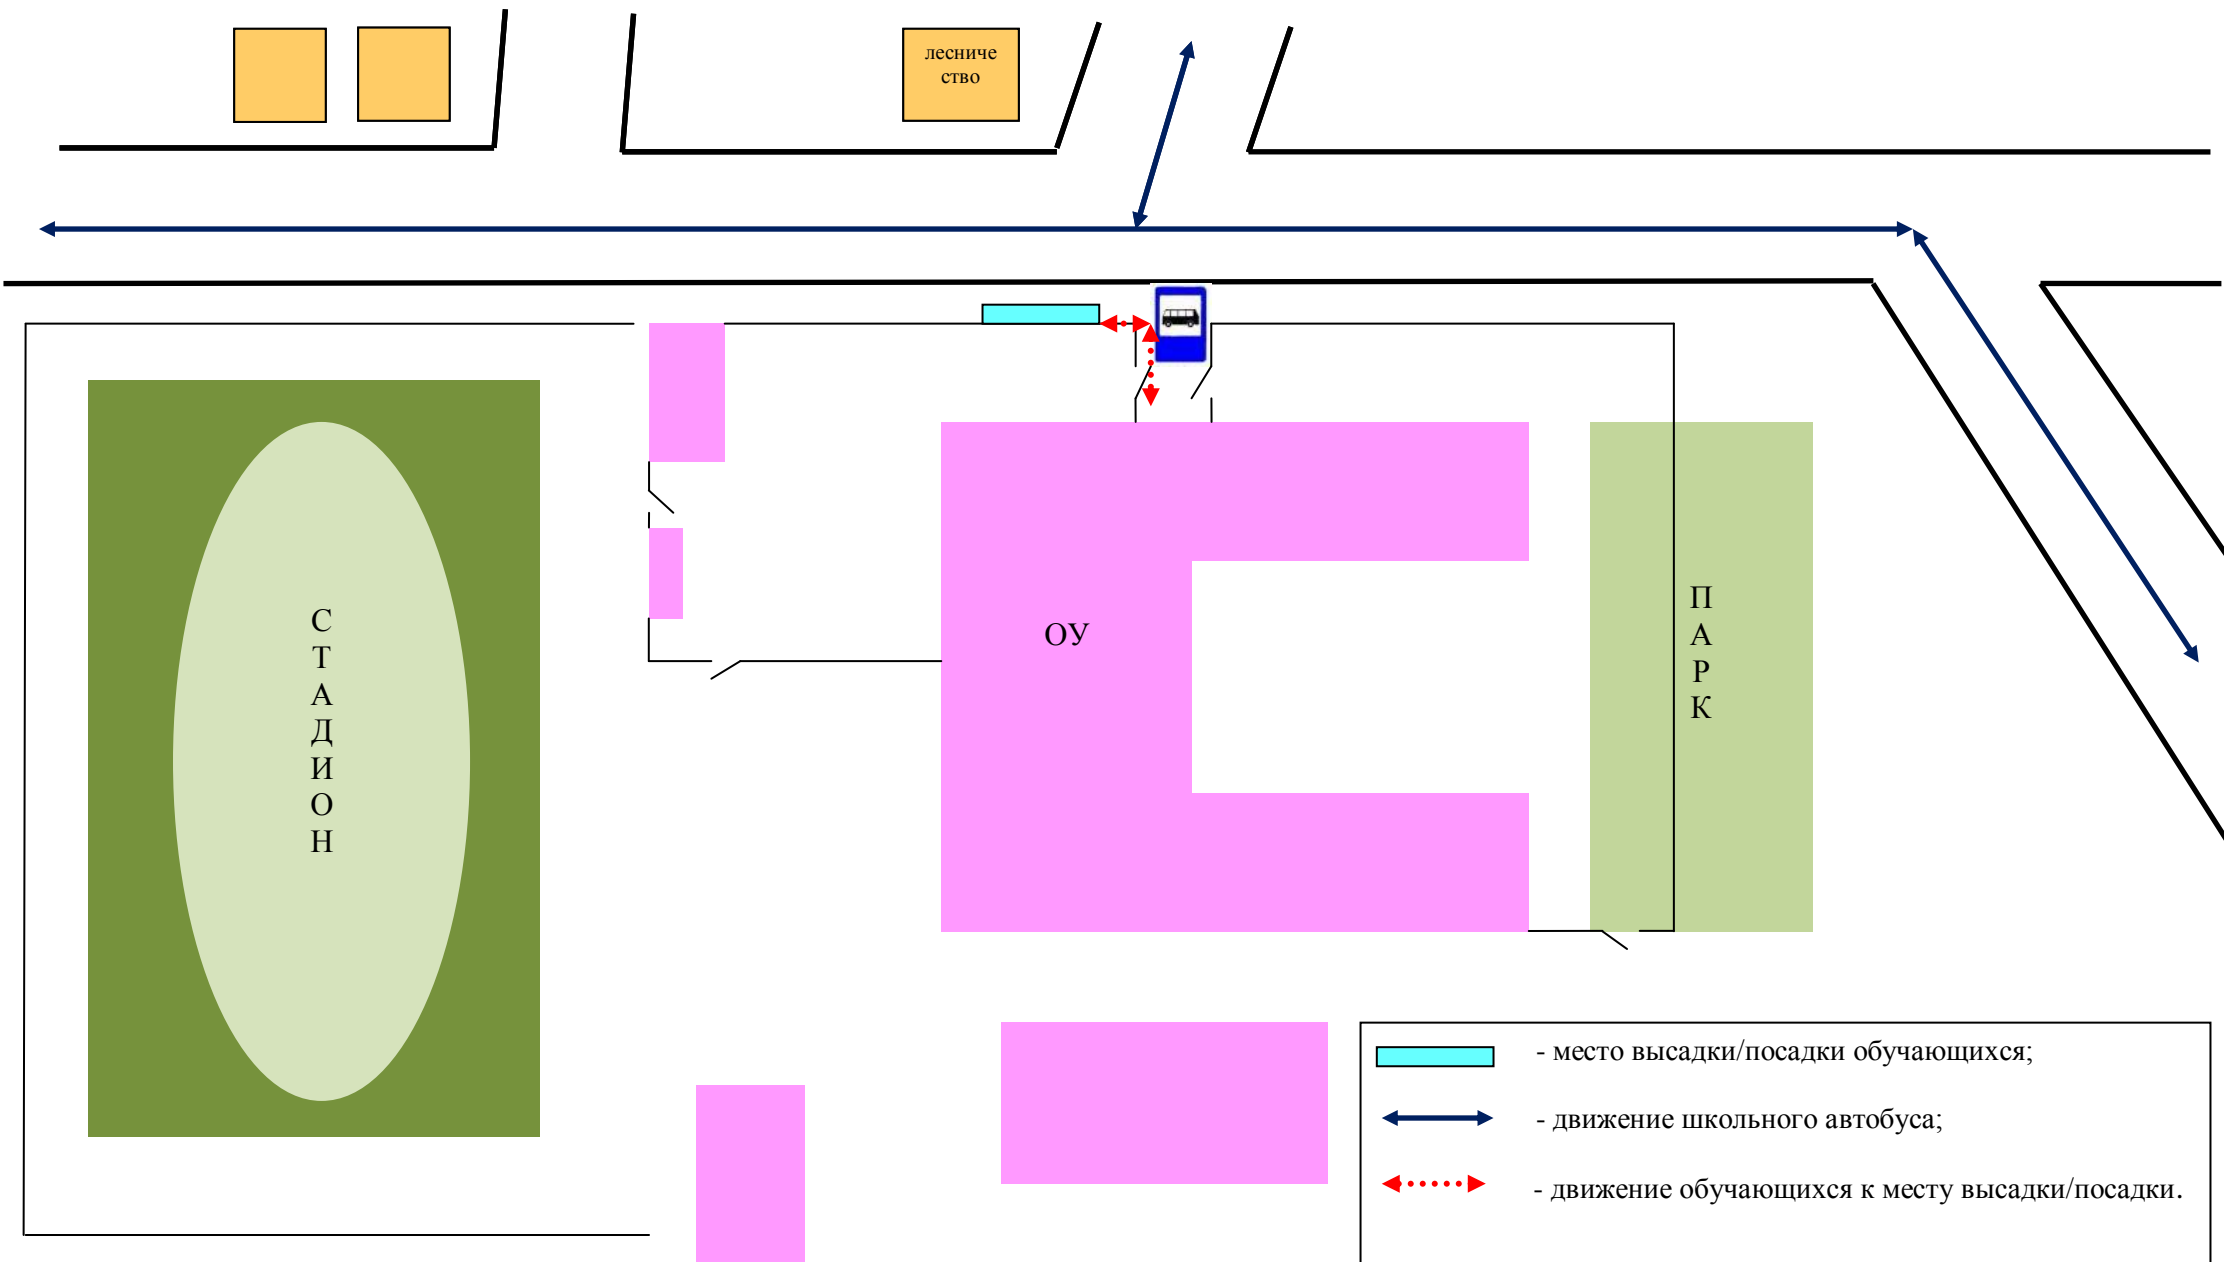 лесниче
ство
ОУ
С
Т
А
Д
И
О
Н
П
А
Р
К
- место высадки/посадки обучающихся;
- движение школьного автобуса;
- движение обучающихся к месту высадки/посадки.